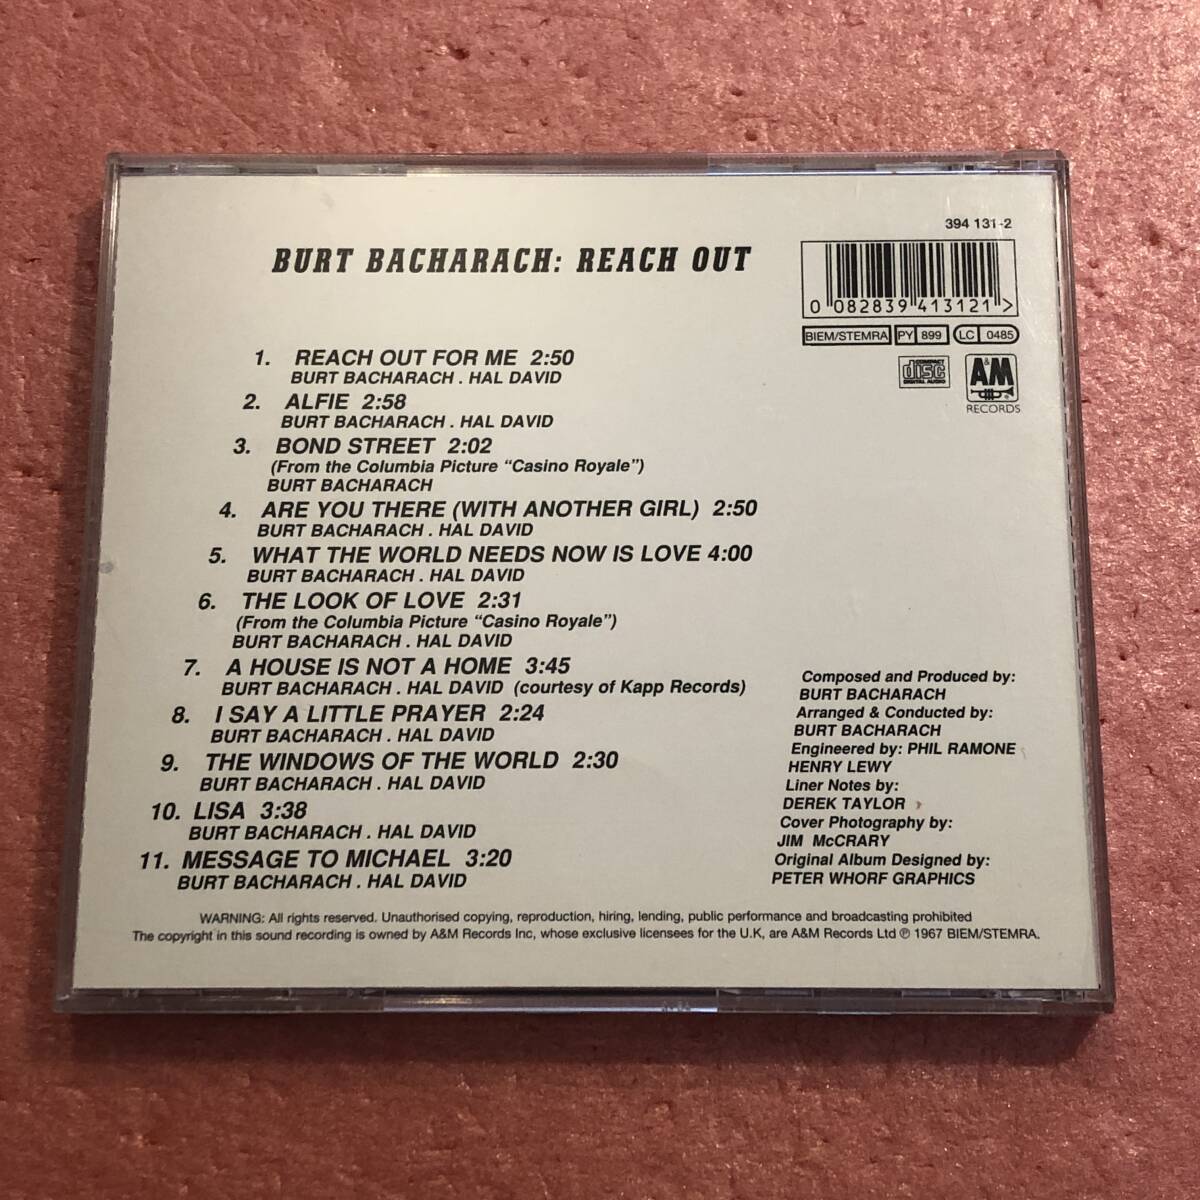 394 131-2
BURT BACHARACH: REACH OUT
0 082839 413121 >
BIEM/STEMRA PY 899 LC 0485
COMPACT disc DIGITAL AUDIO
A&M RECORDS
1. REACH OUT FOR ME 2:50
BURT BACHARACH . HAL DAVID
2. ALFIE 2:58
BURT BACHARACH . HAL DAVID
3. BOND STREET 2:02
(From the Columbia Picture “Casino Royale”)
BURT BACHARACH
4. ARE YOU THERE (WITH ANOTHER GIRL) 2:50
BURT BACHARACH . HAL DAVID
5. WHAT THE WORLD NEEDS NOW IS LOVE 4:00
BURT BACHARACH . HAL DAVID
6. THE LOOK OF LOVE 2:31
(From the Columbia Picture “Casino Royale”)
BURT BACHARACH . HAL DAVID
7. A HOUSE IS NOT A HOME 3:45
BURT BACHARACH . HAL DAVID (courtesy of Kapp Records)
8. I SAY A LITTLE PRAYER 2:24
BURT BACHARACH . HAL DAVID
9. THE WINDOWS OF THE WORLD 2:30
BURT BACHARACH . HAL DAVID
10. LISA 3:38
BURT BACHARACH . HAL DAVID
11. MESSAGE TO MICHAEL 3:20
BURT BACHARACH . HAL DAVID
Composed and Produced by:
BURT BACHARACH
Arranged & Conducted by:
BURT BACHARACH
Engineered by: PHIL RAMONE
HENRY LEWY
Liner Notes by:
DEREK TAYLOR
Cover Photography by:
JIM McCRARY
Original Album Designed by:
PETER WHORF GRAPHICS
WARNING: All rights reserved. Unauthorised copying, reproduction, hiring, lending, public performance and broadcasting prohibited
The copyright in this sound recording is owned by A&M Records Inc, whose exclusive licensees for the U.K, are A&M Records Ltd ℗ 1967 BIEM/STEMRA.